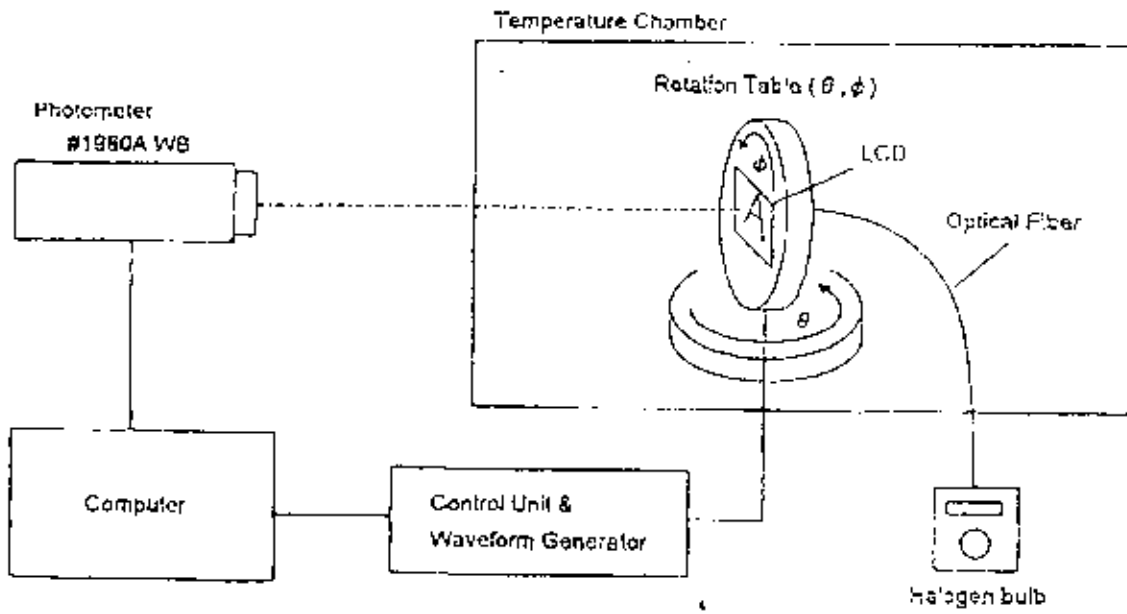 Temperature Chamber
Rotation Table (θ, ϕ)
Photometer
#1980A WB
ϕ
LCD
A
Optical Fiber
θ
Computer
Control Unit &
Waveform Generator
Halogen bulb